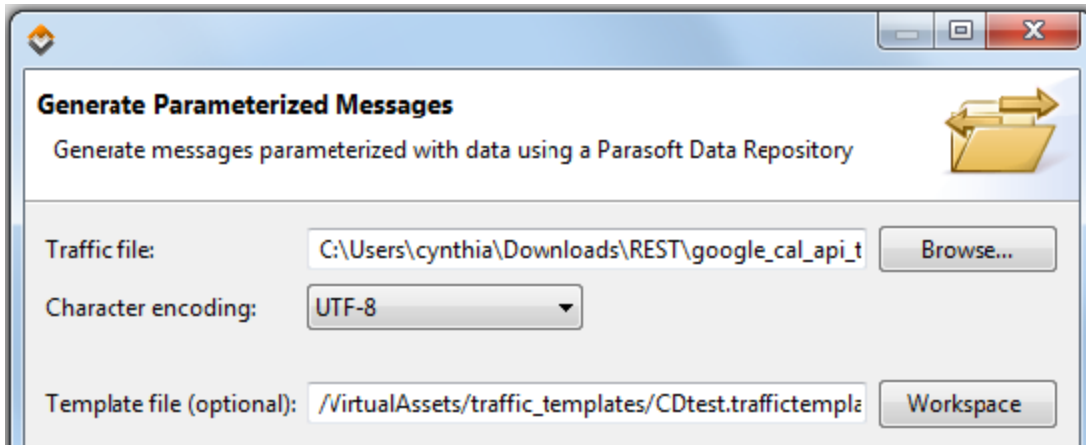 Generate Parameterized Messages
Generate messages parameterized with data using a Parasoft Data Repository
Traffic file: C:\Users\cynthia\Downloads\REST\google_cal_api_t Browse...
Character encoding: UTF-8
Template file (optional): /VirtualAssets/traffic_templates/CDtest.traffictempla Workspace